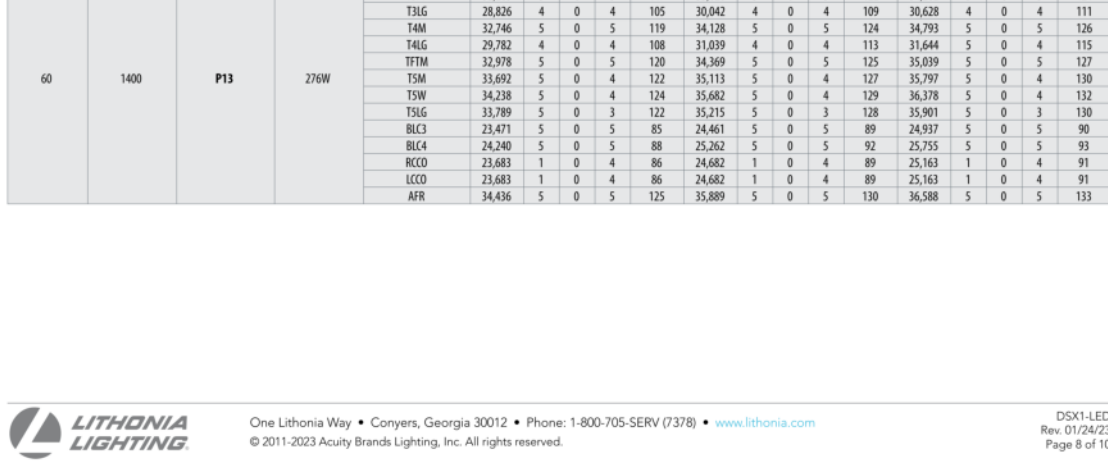 T3LG 28,826 4 0 4 105 30,042 4 0 4 109 30,628 4 0 4 111
T4M 32,746 5 0 5 119 34,128 5 0 5 124 34,793 5 0 5 126
T4LG 29,782 4 0 4 108 31,039 4 0 4 113 31,644 4 0 4 115
TFTM 32,978 5 0 5 120 34,369 5 0 5 125 35,039 5 0 5 127
60 1400 P13 276W T5M 33,692 5 0 4 122 35,113 5 0 4 127 35,797 5 0 4 130
T5W 34,238 5 0 4 124 35,682 5 0 4 129 36,378 5 0 4 132
T5LG 33,789 5 0 3 122 35,215 5 0 3 128 35,901 5 0 3 130
BLC3 23,471 5 0 5 85 24,461 5 0 5 89 24,937 5 0 5 90
BLC4 24,240 5 0 5 88 25,262 5 0 5 92 25,755 5 0 5 93
RCCO 23,683 1 0 4 86 24,682 1 0 4 89 25,163 1 0 4 91
LCCO 23,683 1 0 4 86 24,682 1 0 4 89 25,163 1 0 4 91
AFR 34,436 5 0 5 125 35,889 5 0 5 130 36,588 5 0 5 133
LITHONIA
LIGHTING.
One Lithonia Way • Conyers, Georgia 30012 • Phone: 1-800-705-SERV (7378) • www.lithonia.com
© 2011-2023 Acuity Brands Lighting, Inc. All rights reserved.
DSX1-LED
Rev. 01/24/23
Page 8 of 10